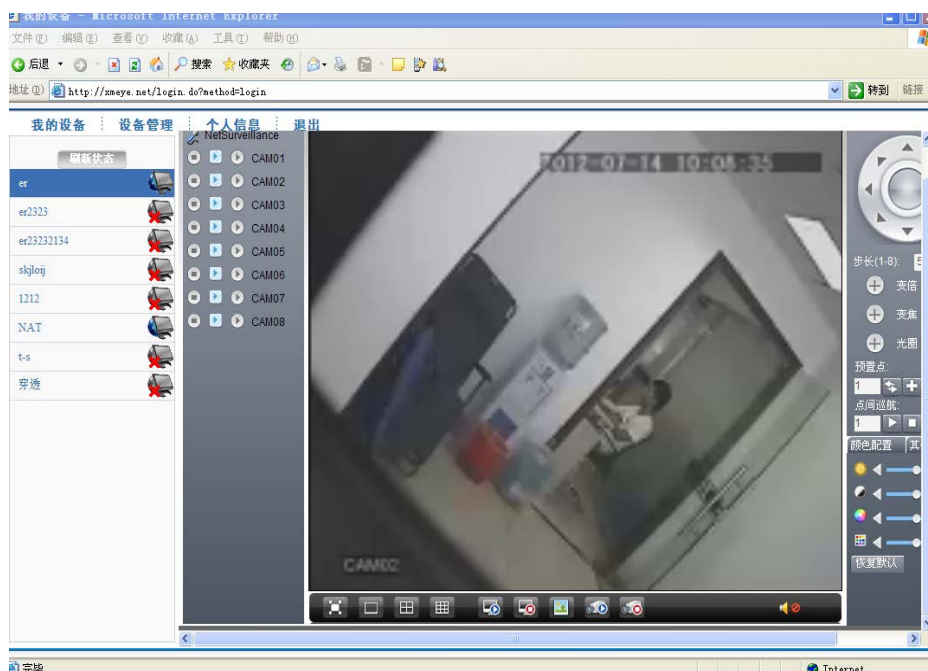 我的设备 - Microsoft Internet Explorer
文件(F) 编辑(E) 查看(V) 收藏(A) 工具(T) 帮助(H)
后退 搜索 收藏夹
地址(D) http://xmeye.net/login.do?method=login 转到 链接
我的设备 设备管理 个人信息 退出
刷新状态
er
er2323
er23232134
skjloij
1212
NAT
t-s
穿透
NetSurveillance
CAM01
CAM02
CAM03
CAM04
CAM05
CAM06
CAM07
CAM08
2012-07-14 10:08:35
CAM02
步长(1-8): 5
变倍
变焦
光圈
预置点:
1
点间巡航:
1
颜色配置 其
恢复默认
完毕 Internet